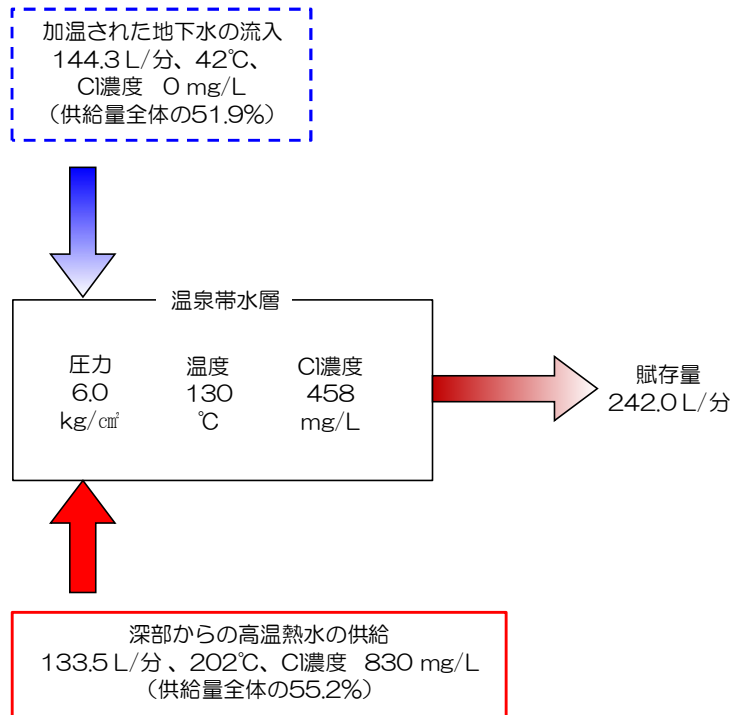 加温された地下水の流入
144.3 L/分、42℃、
Cl濃度 0 mg/L
(供給量全体の51.9%)
温泉帯水層
圧力 温度 Cl濃度
6.0 130 458
kg/㎠ ℃ mg/L
賦存量
242.0 L/分
深部からの高温熱水の供給
133.5 L/分 、202℃、Cl濃度 830 mg/L
(供給量全体の55.2%)